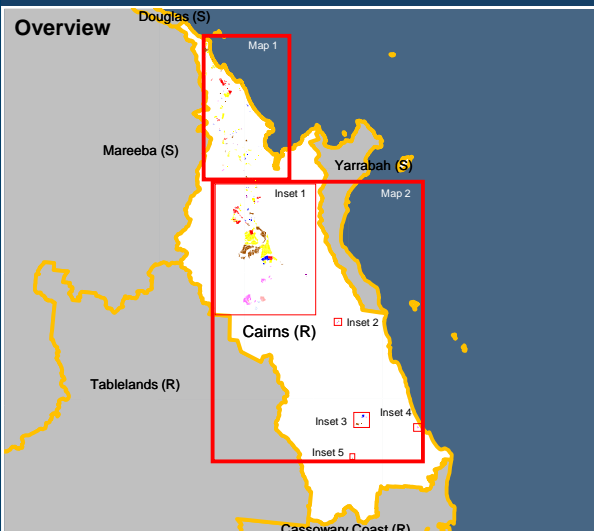 Douglas (S)
Overview
Map 1
Mareeba (S)
Yarrabah (S)
Inset 1
Map 2
Inset 2
Cairns (R)
Tablelands (R)
Inset 4
Inset 3
Inset 5
Cassowary Coast (R)